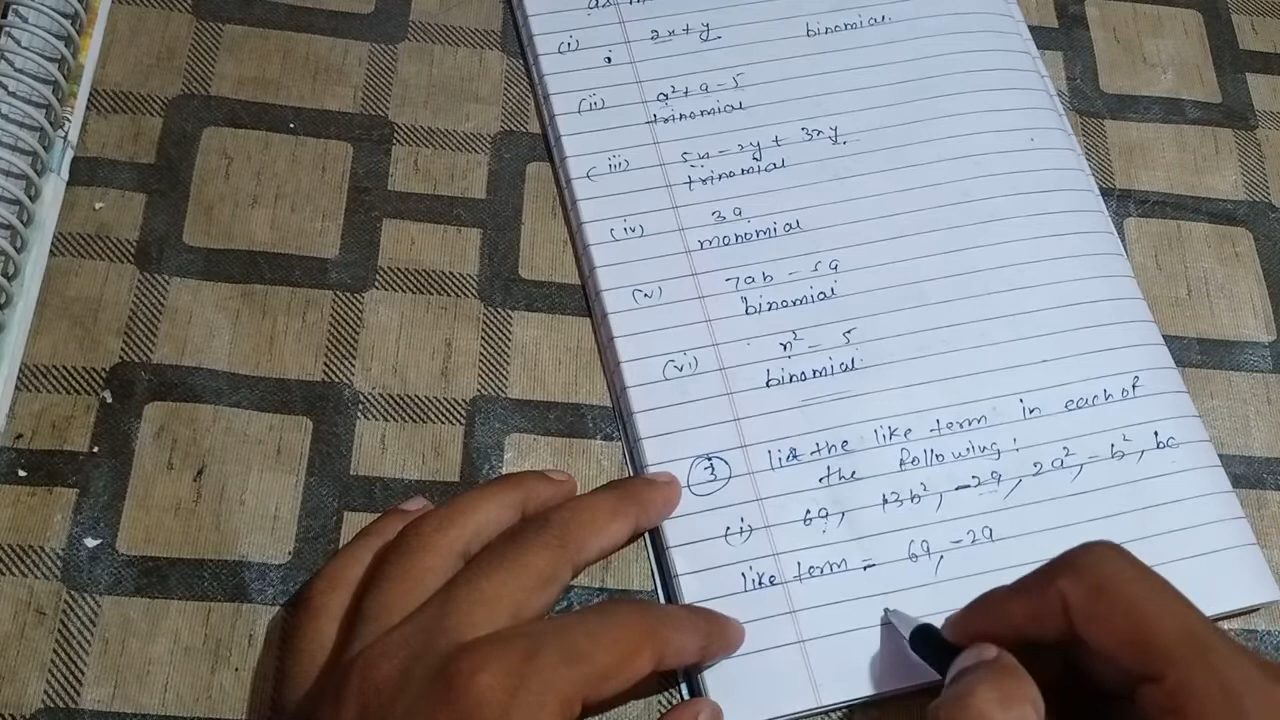 (i) 2x + y binomial.
(ii) a² + a - 5
trinomial
(iii) 5x - 2y + 3xy
trinomial
(iv) 3a
monomial
(v) 7ab - 5a
binomial
(vi) x² - 5
binomial
(3) list the like term in each of
the following:
(i) 6a, 13b², -2a, 2a², -b², bc
like term = 6a, -2a